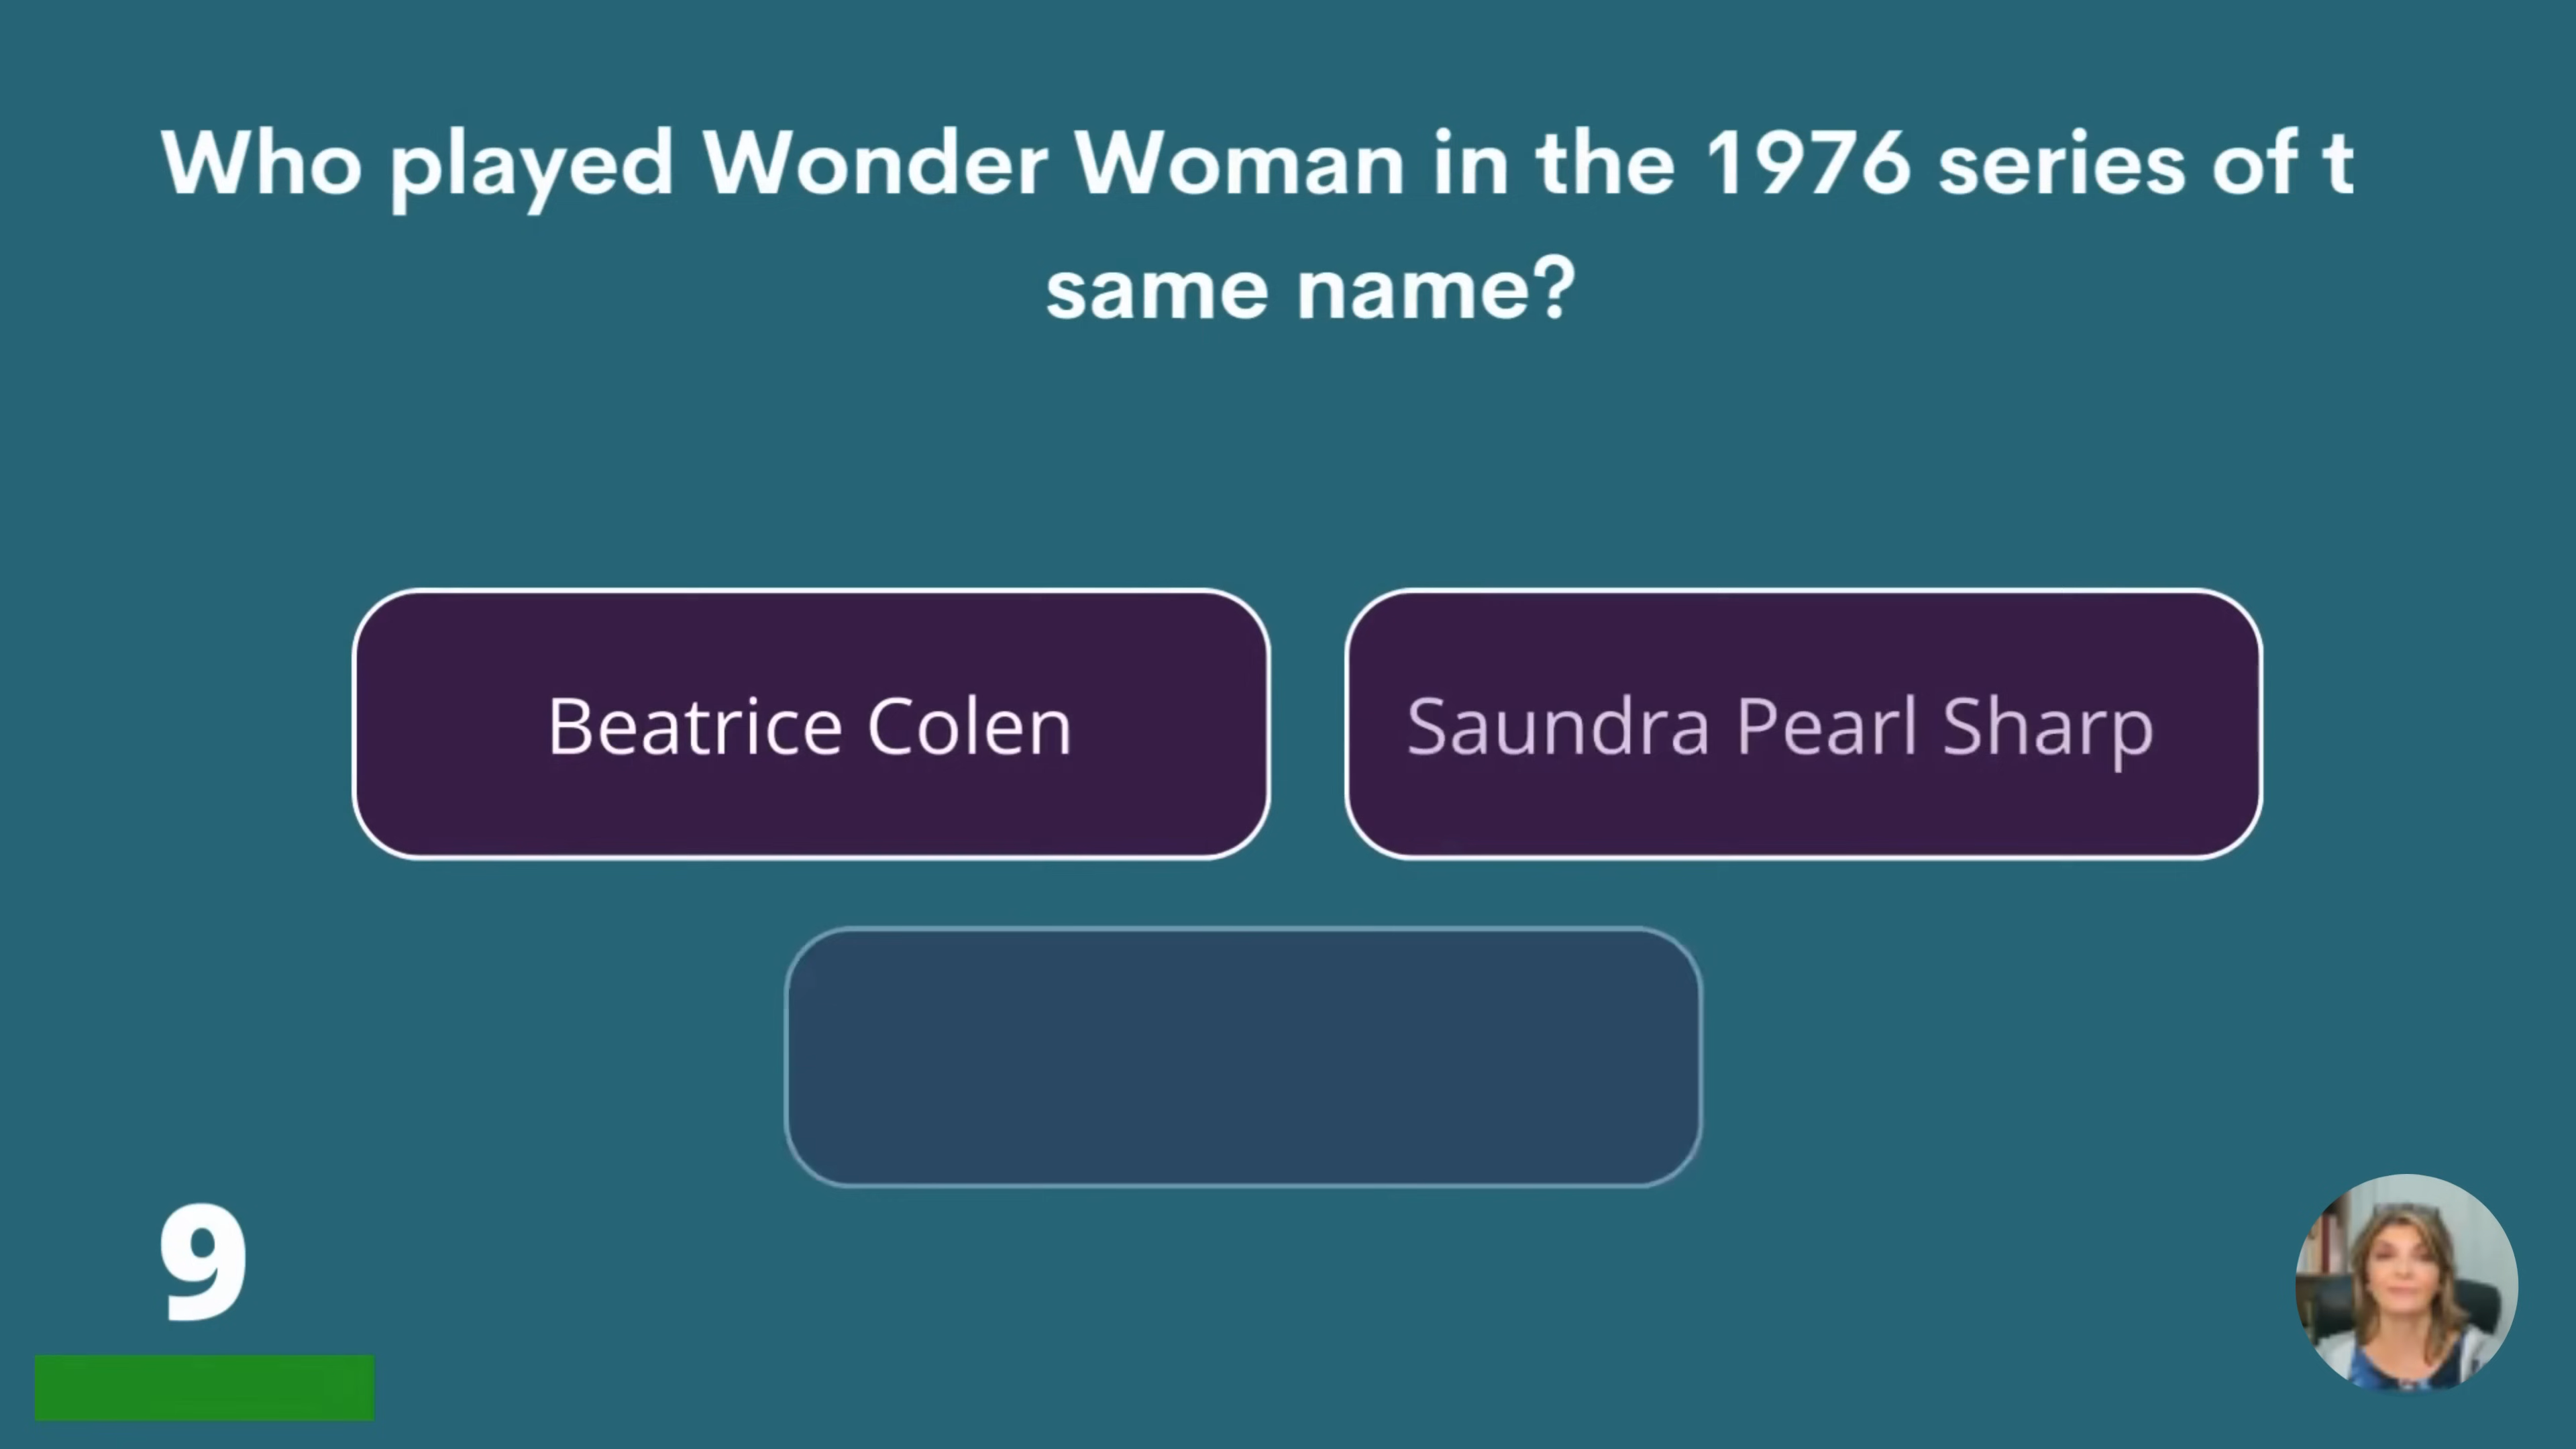 Who played Wonder Woman in the 1976 series of t
same name?
Beatrice Colen
Saundra Pearl Sharp
9